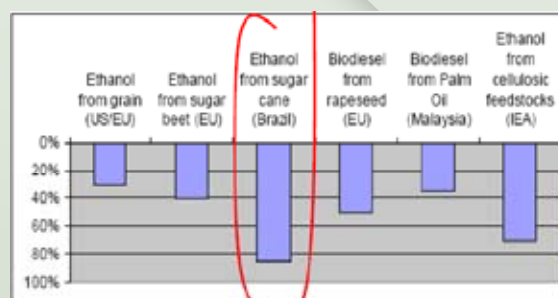 Ethanol
from grain
(US/EU)
Ethanol
from sugar
beet (EU)
Ethanol
from sugar
cane
(Brazil)
Biodiesel
from
rapeseed
(EU)
Biodiesel
from Palm
Oil
(Malaysia)
Ethanol
from
cellulosic
feedstocks
(IEA)
0%
20%
40%
60%
80%
100%